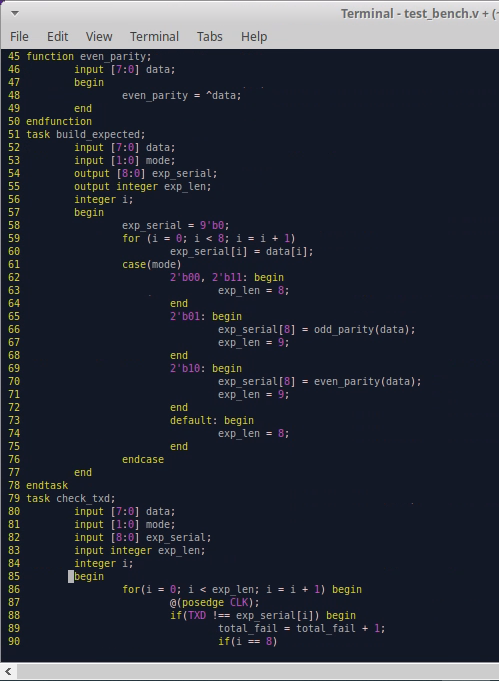 Terminal - test_bench.v + (~
File Edit View Terminal Tabs Help
45 function even_parity;
46         input [7:0] data;
47         begin
48                 even_parity = ^data;
49         end
50 endfunction
51 task build_expected;
52         input [7:0] data;
53         input [1:0] mode;
54         output [8:0] exp_serial;
55         output integer exp_len;
56         integer i;
57         begin
58                 exp_serial = 9'b0;
59                 for (i = 0; i < 8; i = i + 1)
60                         exp_serial[i] = data[i];
61                 case(mode)
62                         2'b00, 2'b11: begin
63                                 exp_len = 8;
64                         end
65                         2'b01: begin
66                                 exp_serial[8] = odd_parity(data);
67                                 exp_len = 9;
68                         end
69                         2'b10: begin
70                                 exp_serial[8] = even_parity(data);
71                                 exp_len = 9;
72                         end
73                         default: begin
74                                 exp_len = 8;
75                         end
76                 endcase
77         end
78 endtask
79 task check_txd;
80         input [7:0] data;
81         input [1:0] mode;
82         input [8:0] exp_serial;
83         input integer exp_len;
84         integer i;
85         begin
86                 for(i = 0; i < exp_len; i = i + 1) begin
87                         @(posedge CLK);
88                         if(TXD !== exp_serial[i]) begin
89                                 total_fail = total_fail + 1;
90                                 if(i == 8)